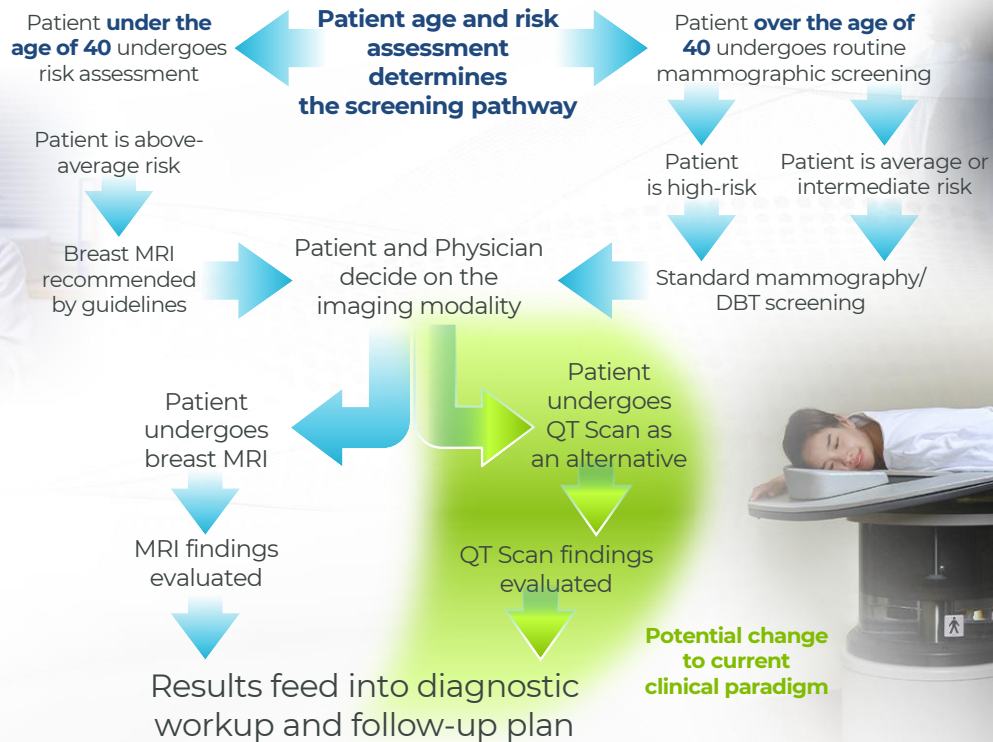 Patient under the
age of 40 undergoes
risk assessment
Patient age and risk
assessment
determines
the screening pathway
Patient over the age of
40 undergoes routine
mammographic screening
Patient is above-
average risk
Patient
is high-risk
Patient is average or
intermediate risk
Breast MRI
recommended
by guidelines
Patient and Physician
decide on the
imaging modality
Standard mammography/
DBT screening
Patient
undergoes
breast MRI
Patient
undergoes
QT Scan as
an alternative
MRI findings
evaluated
QT Scan findings
evaluated
Potential change
to current
clinical paradigm
Results feed into diagnostic
workup and follow-up plan